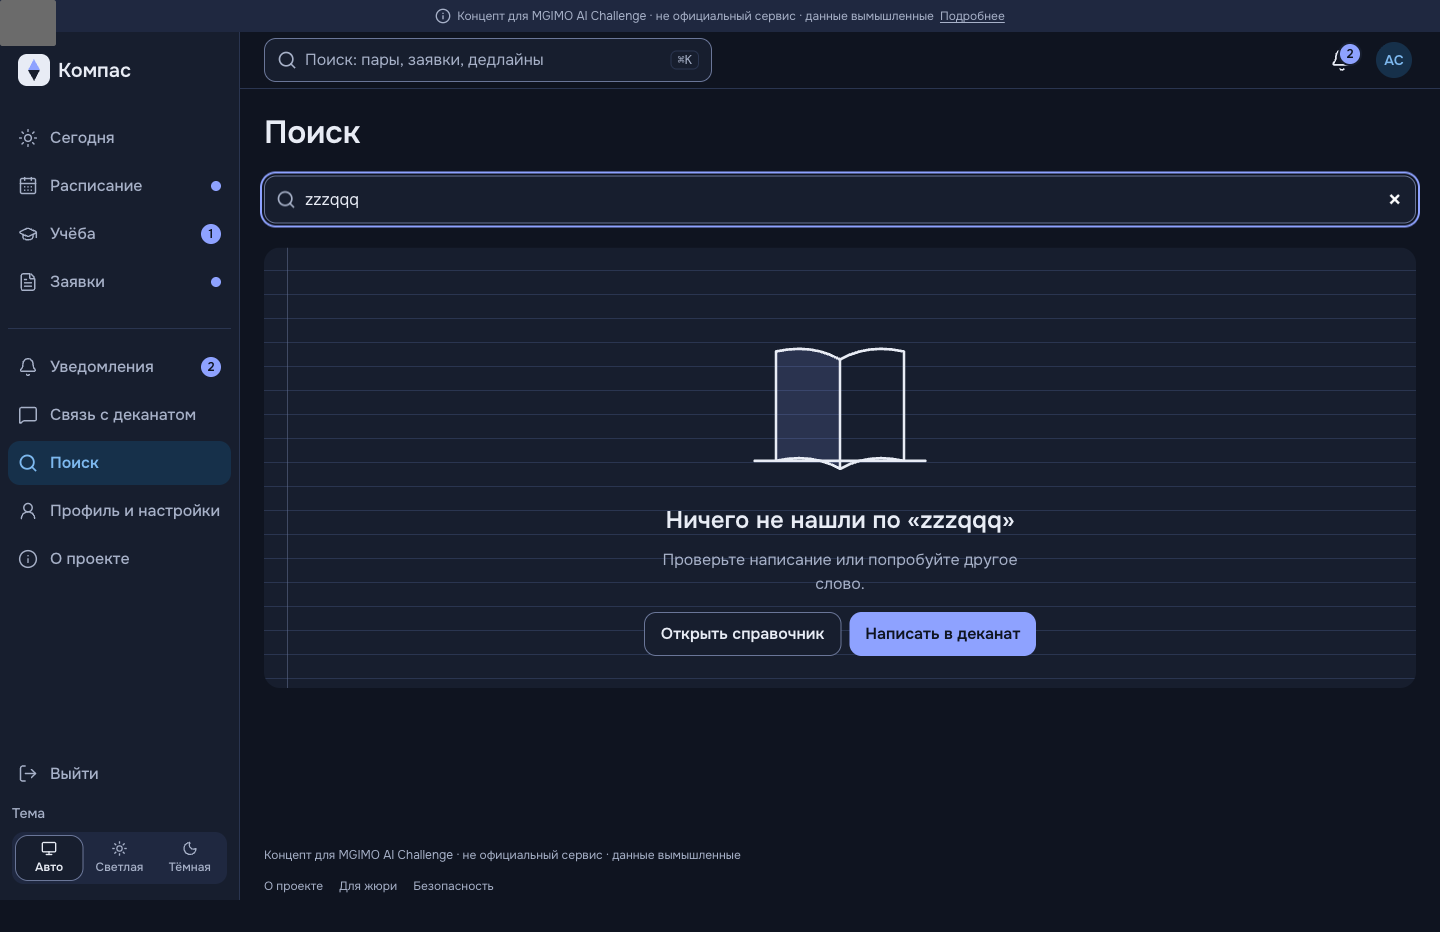 Концепт для MGIMO AI Challenge · не официальный сервис · данные вымышленные Подробнее
Компас
Поиск: пары, заявки, дедлайны ⌘K
2
АС
Сегодня
Расписание
Учёба 1
Заявки
Уведомления 2
Связь с деканатом
Поиск
Профиль и настройки
О проекте
Выйти
Тема
Авто Светлая Тёмная
Поиск
zzzqqq
Ничего не нашли по «zzzqqq»
Проверьте написание или попробуйте другое
слово.
Открыть справочник Написать в деканат
Концепт для MGIMO AI Challenge · не официальный сервис · данные вымышленные
О проекте Для жюри Безопасность